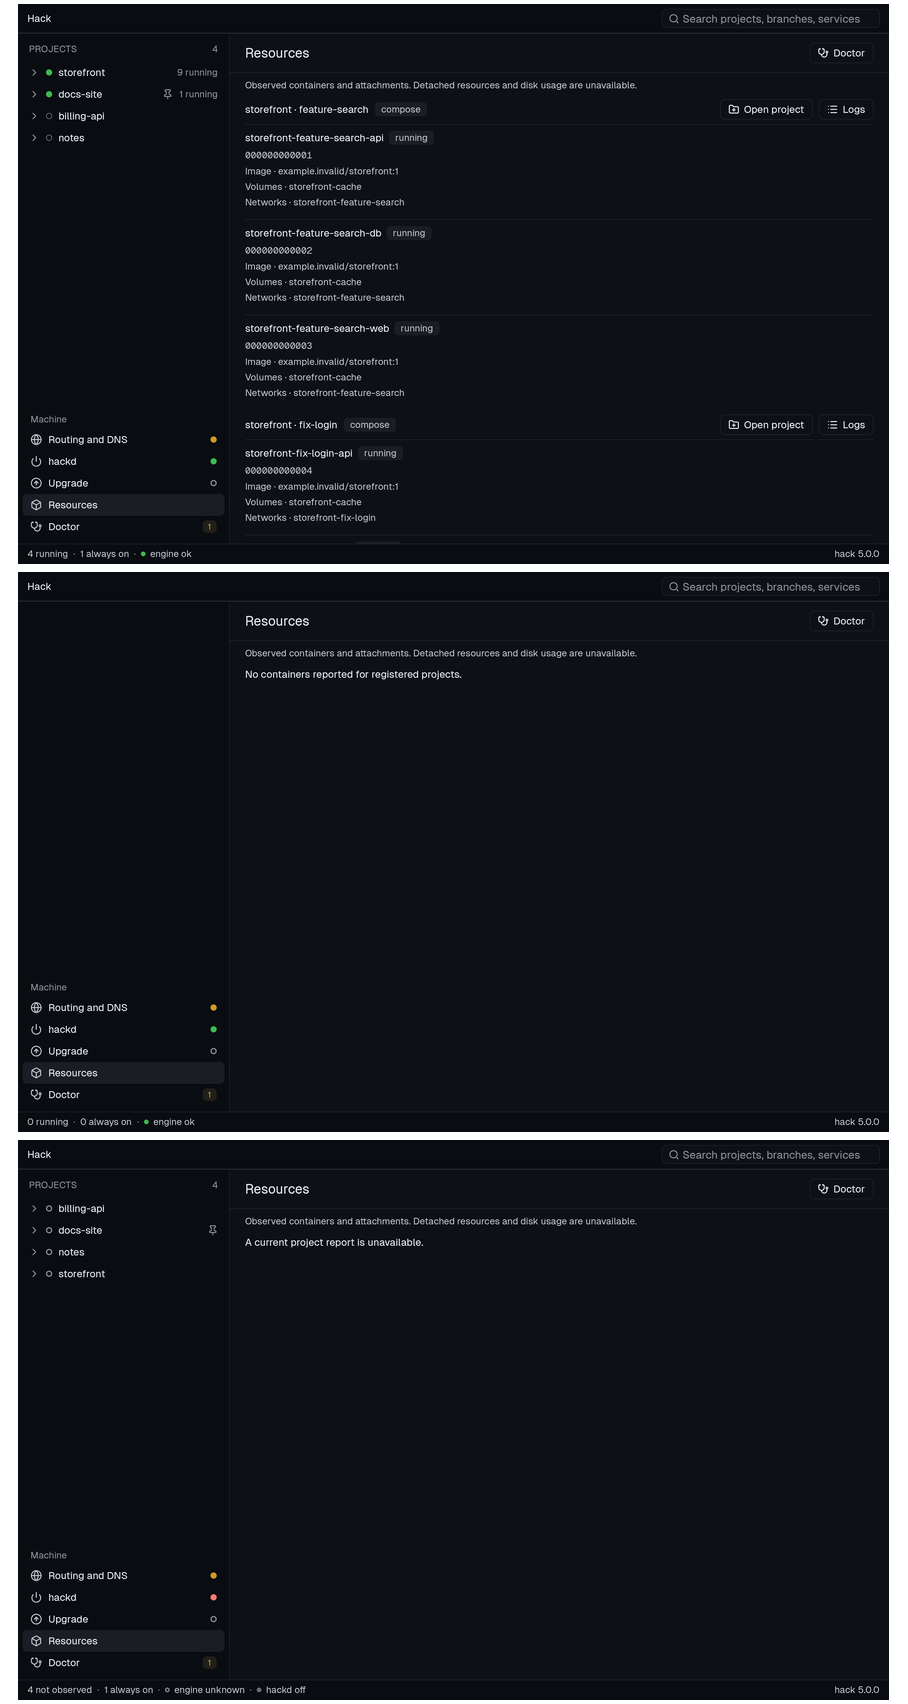 Hack
Search projects, branches, services
PROJECTS 4
storefront 9 running
docs-site 1 running
billing-api
notes
Machine
Routing and DNS
hackd
Upgrade
Resources
Doctor 1
Resources
Doctor
Observed containers and attachments. Detached resources and disk usage are unavailable.
storefront · feature-search compose Open project Logs
storefront-feature-search-api running
000000000001
Image · example.invalid/storefront:1
Volumes · storefront-cache
Networks · storefront-feature-search
storefront-feature-search-db running
000000000002
Image · example.invalid/storefront:1
Volumes · storefront-cache
Networks · storefront-feature-search
storefront-feature-search-web running
000000000003
Image · example.invalid/storefront:1
Volumes · storefront-cache
Networks · storefront-feature-search
storefront · fix-login compose Open project Logs
storefront-fix-login-api running
000000000004
Image · example.invalid/storefront:1
Volumes · storefront-cache
Networks · storefront-fix-login
4 running · 1 always on · engine ok hack 5.0.0
Hack
Search projects, branches, services
Machine
Routing and DNS
hackd
Upgrade
Resources
Doctor 1
Resources
Doctor
Observed containers and attachments. Detached resources and disk usage are unavailable.
No containers reported for registered projects.
0 running · 0 always on · engine ok hack 5.0.0
Hack
Search projects, branches, services
PROJECTS 4
billing-api
docs-site
notes
storefront
Machine
Routing and DNS
hackd
Upgrade
Resources
Doctor 1
Resources
Doctor
Observed containers and attachments. Detached resources and disk usage are unavailable.
A current project report is unavailable.
4 not observed · 1 always on · engine unknown · hackd off hack 5.0.0